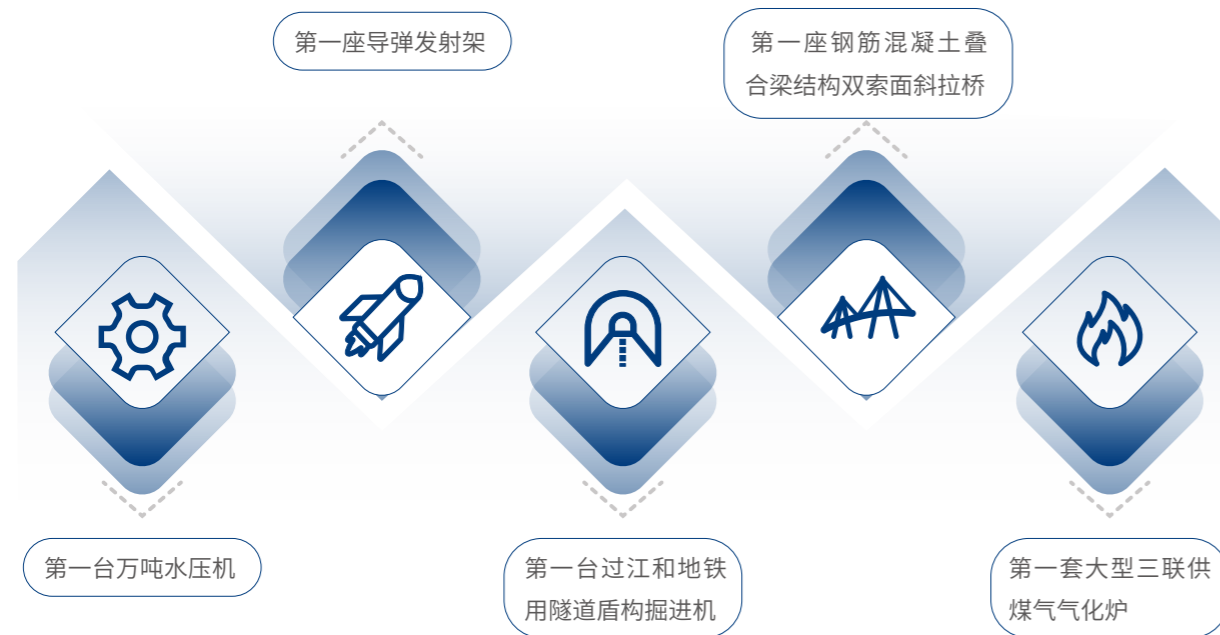 第一座导弹发射架
第一座钢筋混凝土叠
合梁结构双索面斜拉桥
第一台万吨水压机
第一台过江和地铁
用隧道盾构掘进机
第一套大型三联供
煤气气化炉